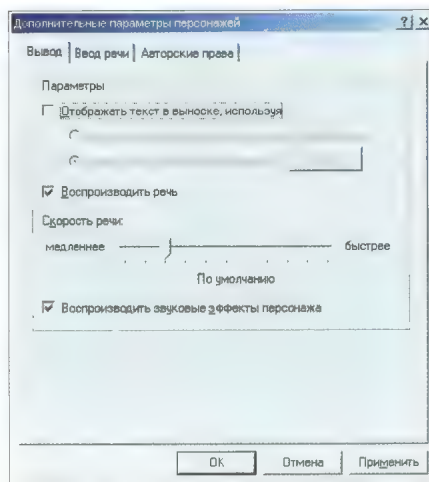 Дополнительные параметры персонажей
Вывод Ввод речи Авторские права
Параметры
Отображать текст в выноске, используя
Воспроизводить речь
Скорость речи:
медленнее быстрее
По умолчанию
Воспроизводить звуковые эффекты персонажа
ОК Отмена Применить